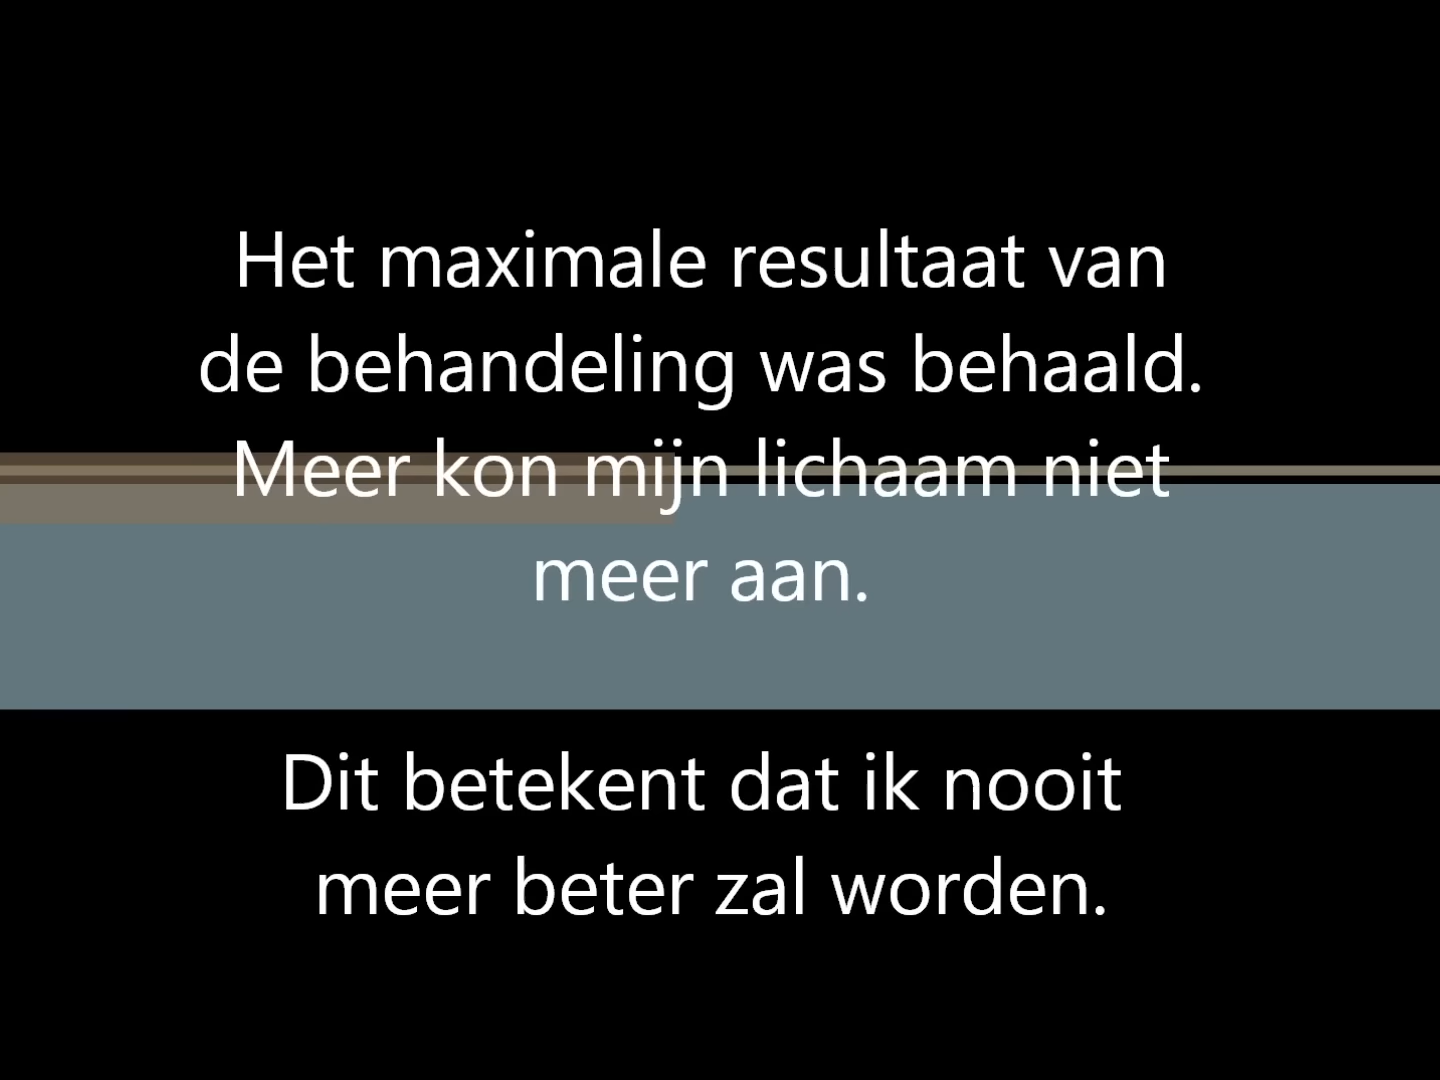 Het maximale resultaat van
de behandeling was behaald.
Meer kon mijn lichaam niet
meer aan.
Dit betekent dat ik nooit
meer beter zal worden.